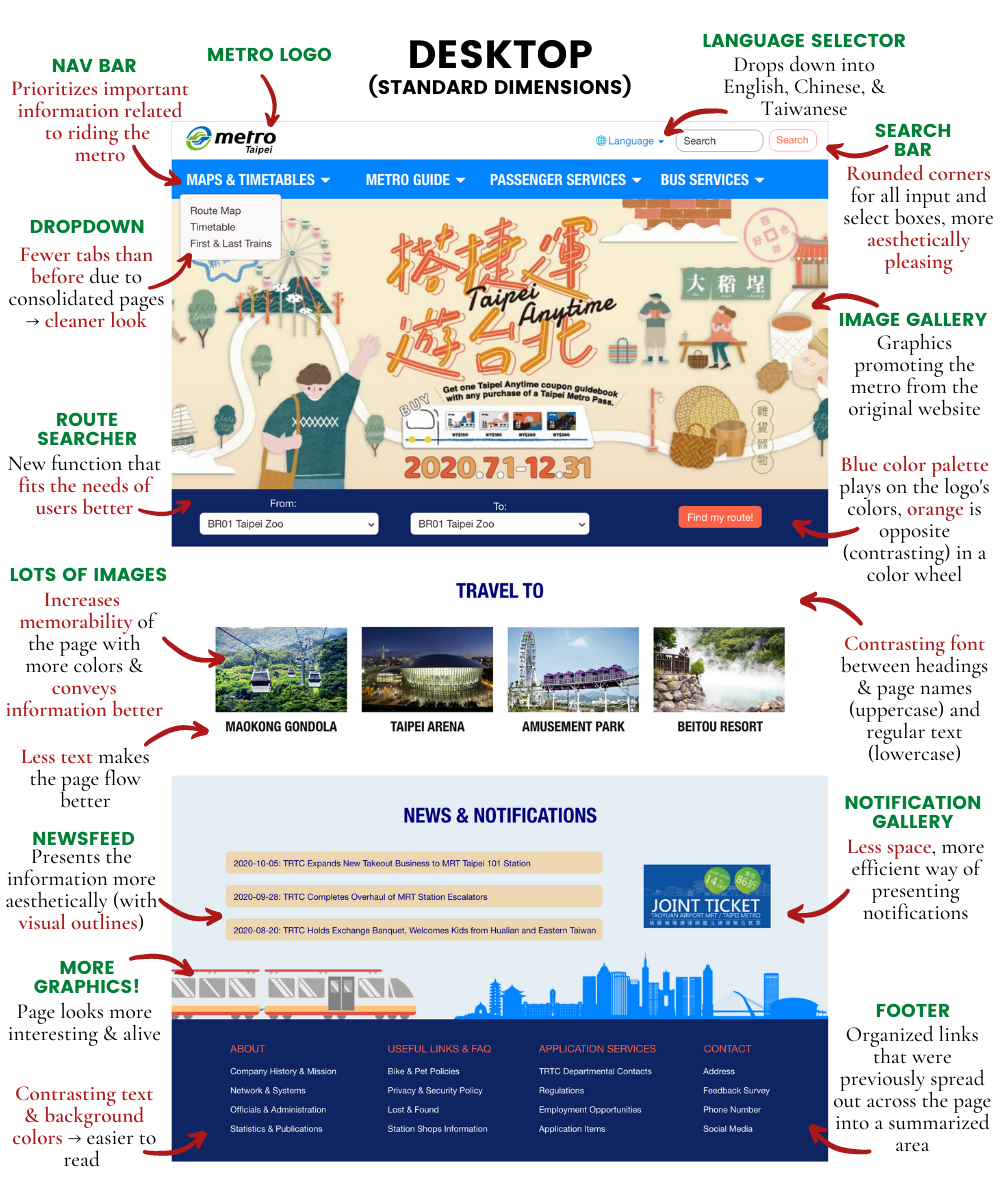 DESKTOP
(STANDARD DIMENSIONS)
METRO LOGO
NAV BAR
Prioritizes important
information related
to riding the
metro
LANGUAGE SELECTOR
Drops down into
English, Chinese, &
Taiwanese
metro
Taipei
Language
Search
Search
SEARCH
BAR
Rounded corners
for all input and
select boxes, more
aesthetically
pleasing
MAPS & TIMETABLES
METRO GUIDE
PASSENGER SERVICES
BUS SERVICES
Route Map
Timetable
First & Last Trains
DROPDOWN
Fewer tabs than
before due to
consolidated pages
→ cleaner look
搭捷運
Taipei
Anytime
遊台北
百年好合
大稻埕
Get one Taipei Anytime coupon guidebook
with any purchase of a Taipei Metro Pass.
BUY
NT$150
NT$180
NT$280
NT$380
2020.7.1-12.31
IMAGE GALLERY
Graphics
promoting the
metro from the
original website
ROUTE
SEARCHER
New function that
fits the needs of
users better
From:
BR01 Taipei Zoo
To:
BR01 Taipei Zoo
Find my route!
Blue color palette
plays on the logo's
colors, orange is
opposite
(contrasting) in a
color wheel
LOTS OF IMAGES
Increases
memorability of
the page with
more colors &
conveys
information better
TRAVEL TO
MAOKONG GONDOLA
TAIPEI ARENA
AMUSEMENT PARK
BEITOU RESORT
Contrasting font
between headings
& page names
(uppercase) and
regular text
(lowercase)
Less text makes
the page flow
better
NEWS & NOTIFICATIONS
NEWSFEED
Presents the
information more
aesthetically (with
visual outlines)
2020-10-05: TRTC Expands New Takeout Business to MRT Taipei 101 Station
2020-09-28: TRTC Completes Overhaul of MRT Station Escalators
2020-08-20: TRTC Holds Exchange Banquet, Welcomes Kids from Hualian and Eastern Taiwan
14
86折
JOINT TICKET
TAOYUAN AIRPORT MRT / TAIPEI METRO
NOTIFICATION
GALLERY
Less space, more
efficient way of
presenting
notifications
MORE
GRAPHICS!
Page looks more
interesting & alive
ABOUT
Company History & Mission
Network & Systems
Officials & Administration
Statistics & Publications
USEFUL LINKS & FAQ
Bike & Pet Policies
Privacy & Security Policy
Lost & Found
Station Shops Information
APPLICATION SERVICES
TRTC Departmental Contacts
Regulations
Employment Opportunities
Application Items
CONTACT
Address
Feedback Survey
Phone Number
Social Media
FOOTER
Organized links
that were
previously spread
out across the page
into a summarized
area
Contrasting text
& background
colors → easier to
read